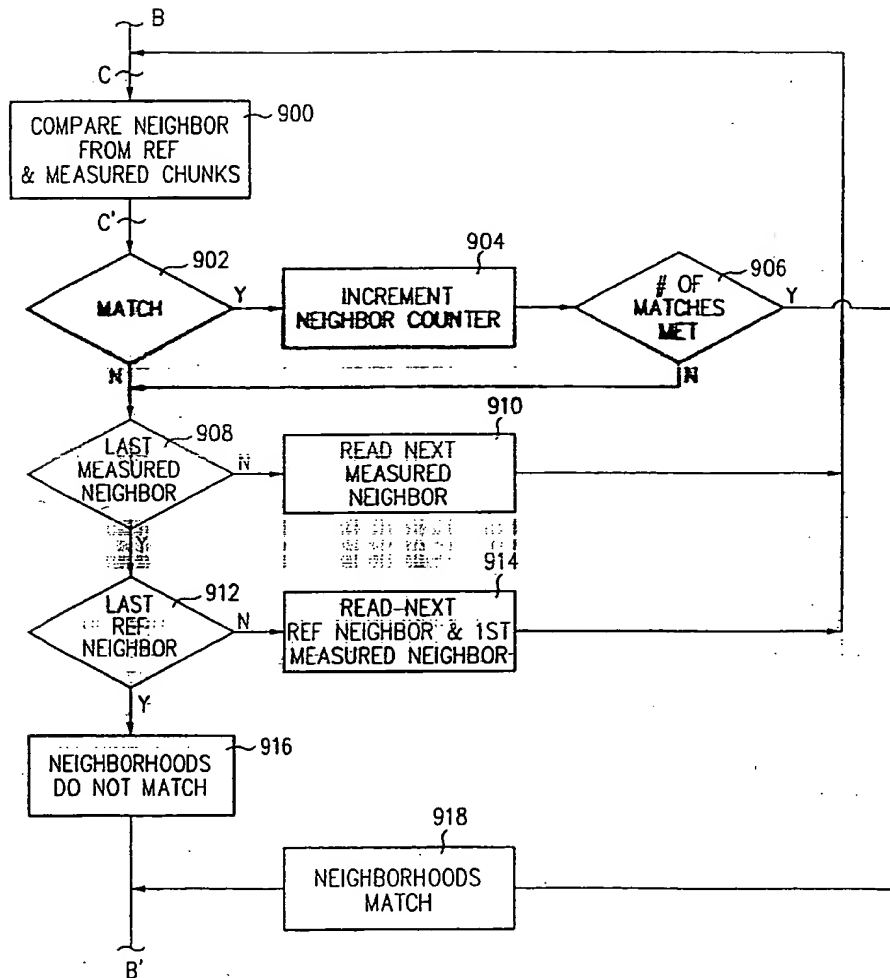 B
C
900
COMPARE NEIGHBOR
FROM REF
& MEASURED CHUNKS
C'
902
MATCH
Y
N
904
INCREMENT
NEIGHBOR COUNTER
906
# OF
MATCHES
MET
Y
N
908
LAST
MEASURED
NEIGHBOR
N
Y
910
READ NEXT
MEASURED
NEIGHBOR
912
LAST
REF
NEIGHBOR
N
Y
914
READ NEXT
REF NEIGHBOR & 1ST
MEASURED NEIGHBOR
916
NEIGHBORHOODS
DO NOT MATCH
918
NEIGHBORHOODS
MATCH
B'